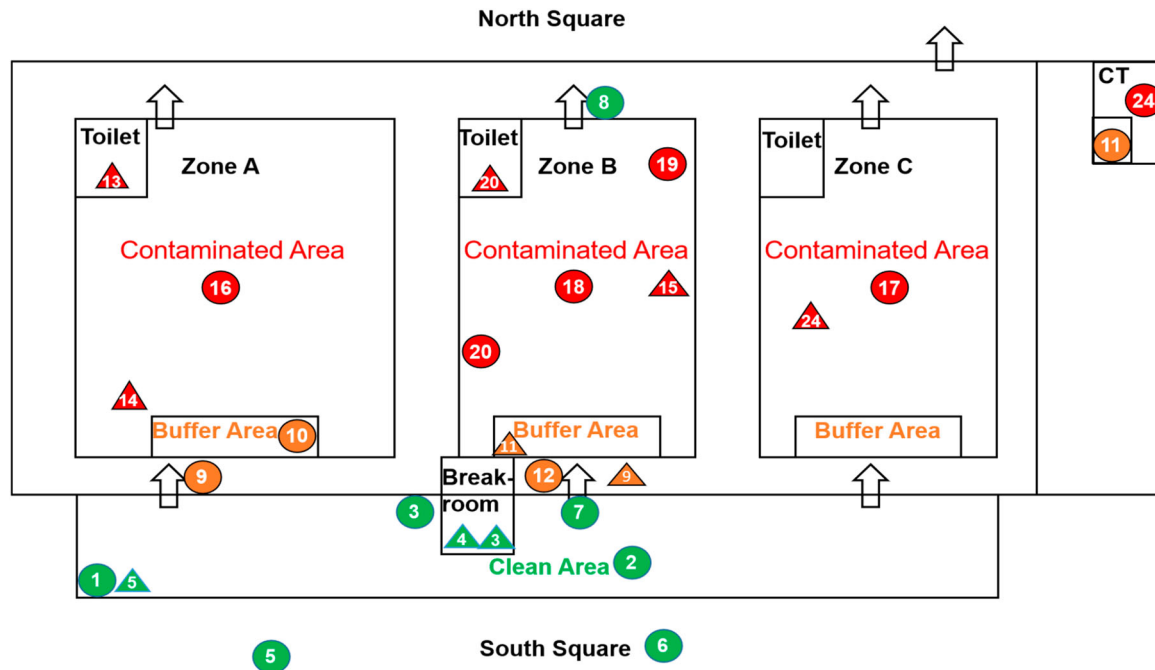 North Square
CT
24
11
8
Toilet
13
Zone A
Toilet
20
Zone B
19
Toilet
Zone C
Contaminated Area
16
Contaminated Area
18
15
Contaminated Area
17
24
20
14
Buffer Area
10
Buffer Area
11
Buffer Area
9
Break-
room
12
9
3
7
4
3
Clean Area
2
1
5
South Square
6
5